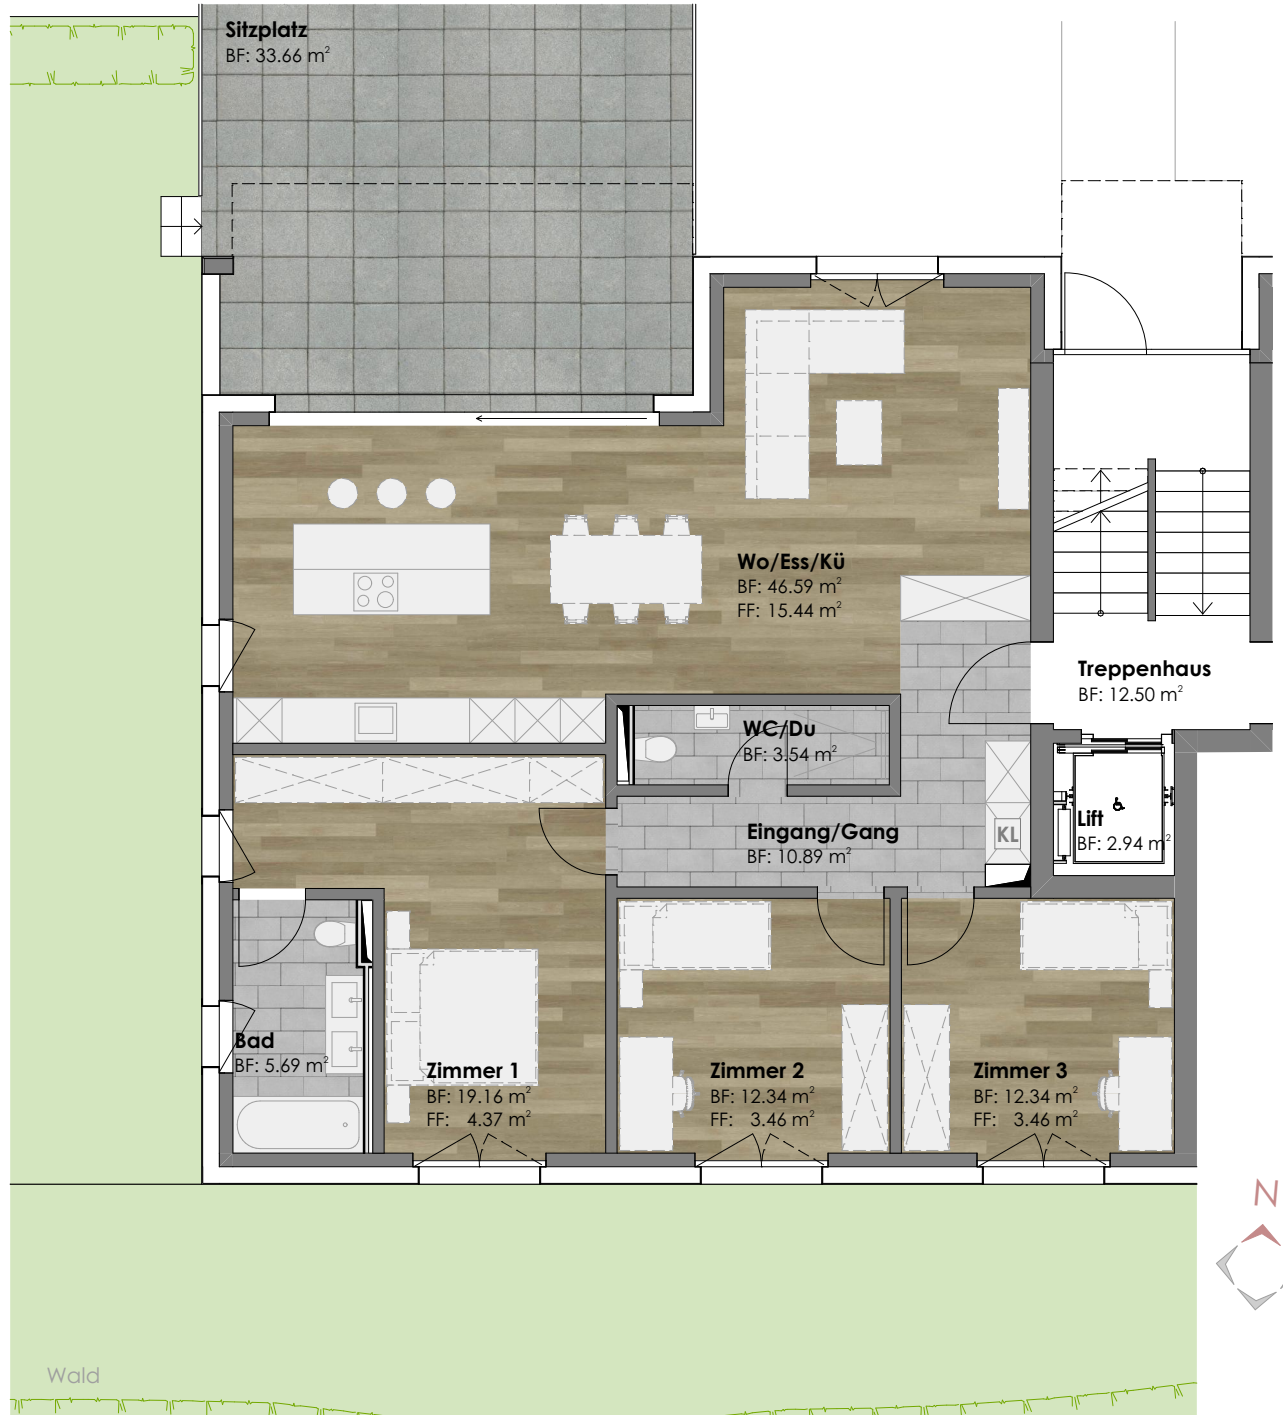 Sitzplatz
BF: 33.66 m²
Wo/Ess/Kü
BF: 46.59 m²
FF: 15.44 m²
Treppenhaus
BF: 12.50 m²
WC/Du
BF: 3.54 m²
Eingang/Gang
BF: 10.89 m²
KL
Lift
BF: 2.94 m²
Bad
BF: 5.69 m²
Zimmer 1
BF: 19.16 m²
FF: 4.37 m²
Zimmer 2
BF: 12.34 m²
FF: 3.46 m²
Zimmer 3
BF: 12.34 m²
FF: 3.46 m²
N
Wald